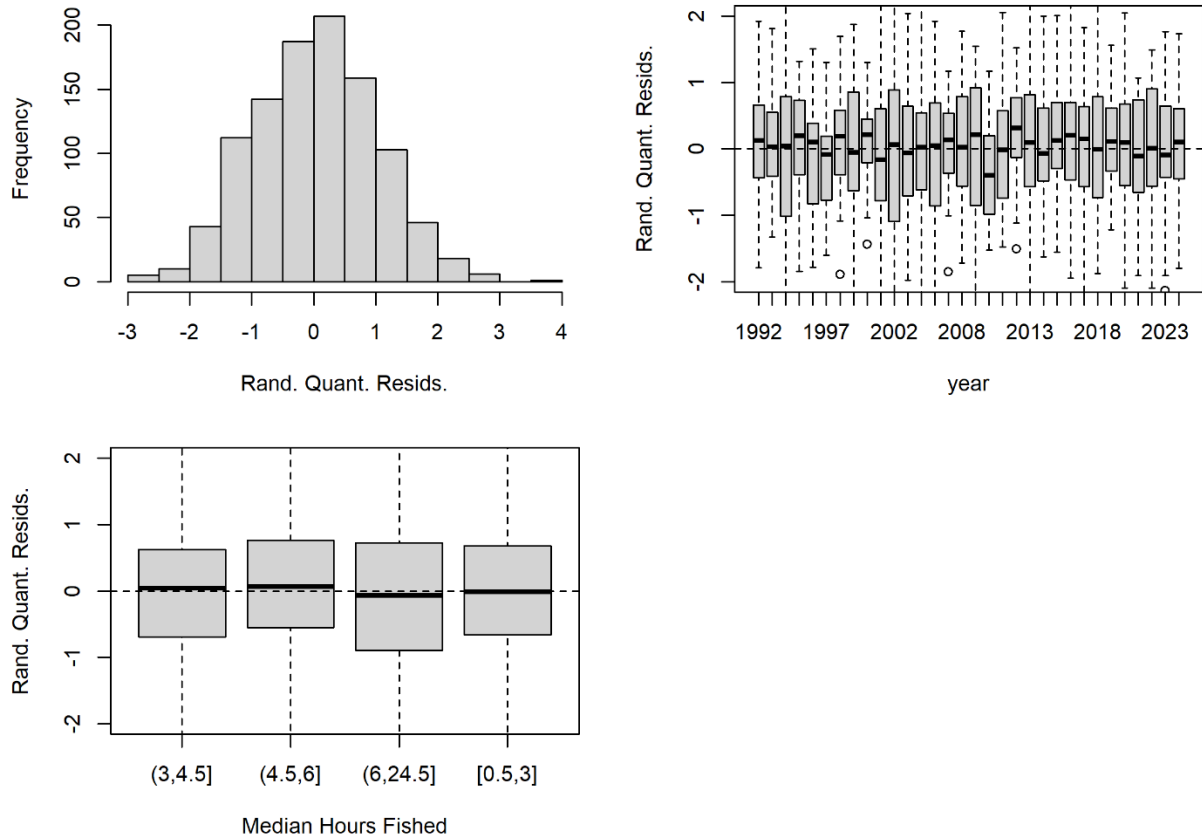 Frequency
0 50 100 150 200
-3 -2 -1 0 1 2 3 4
Rand. Quant. Resids.
Rand. Quant. Resids.
-2 -1 0 1 2
1992 1997 2002 2008 2013 2018 2023
year
Rand. Quant. Resids.
-2 -1 0 1 2
(3,4.5] (4.5,6] (6,24.5] [0.5,3]
Median Hours Fished